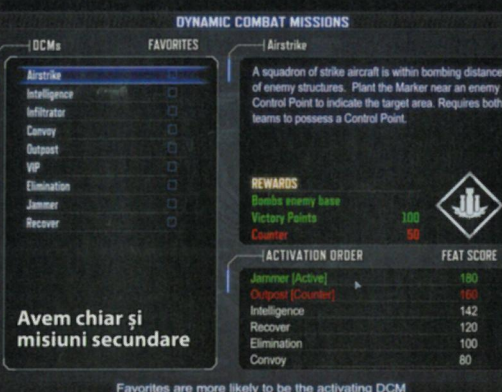 DYNAMIC COMBAT MISSIONS
DCMs FAVORITES
Airstrike
Intelligence
Infiltrator
Convoy
Outpost
VIP
Elimination
Jammer
Recover
Avem chiar și
misiuni secundare
Airstrike
A squadron of strike aircraft is within bombing distance
of enemy structures. Plant the Marker near an enemy
Control Point to indicate the target area. Requires both
teams to possess a Control Point.
REWARDS
Bombs enemy base
Victory Points 100
Counter 50
ACTIVATION ORDER FEAT SCORE
Jammer [Active] 180
Outpost [Counter] 160
Intelligence 142
Recover 120
Elimination 100
Convoy 80
Favorites are more likely to be the activating DCM